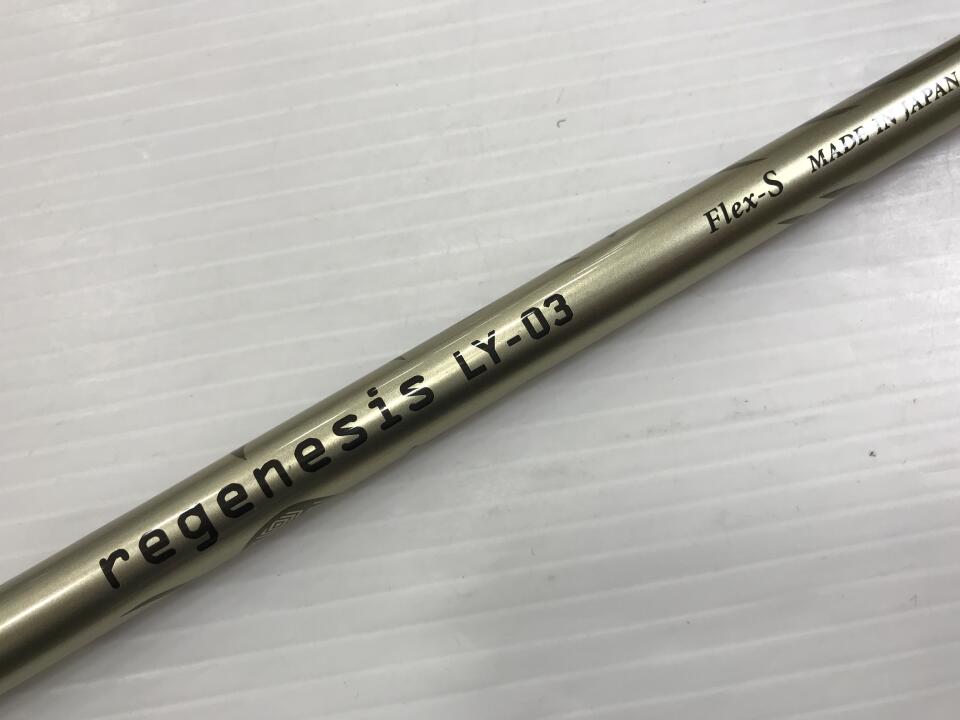 regenesis LY-03 Flex-S MADE IN JAPAN